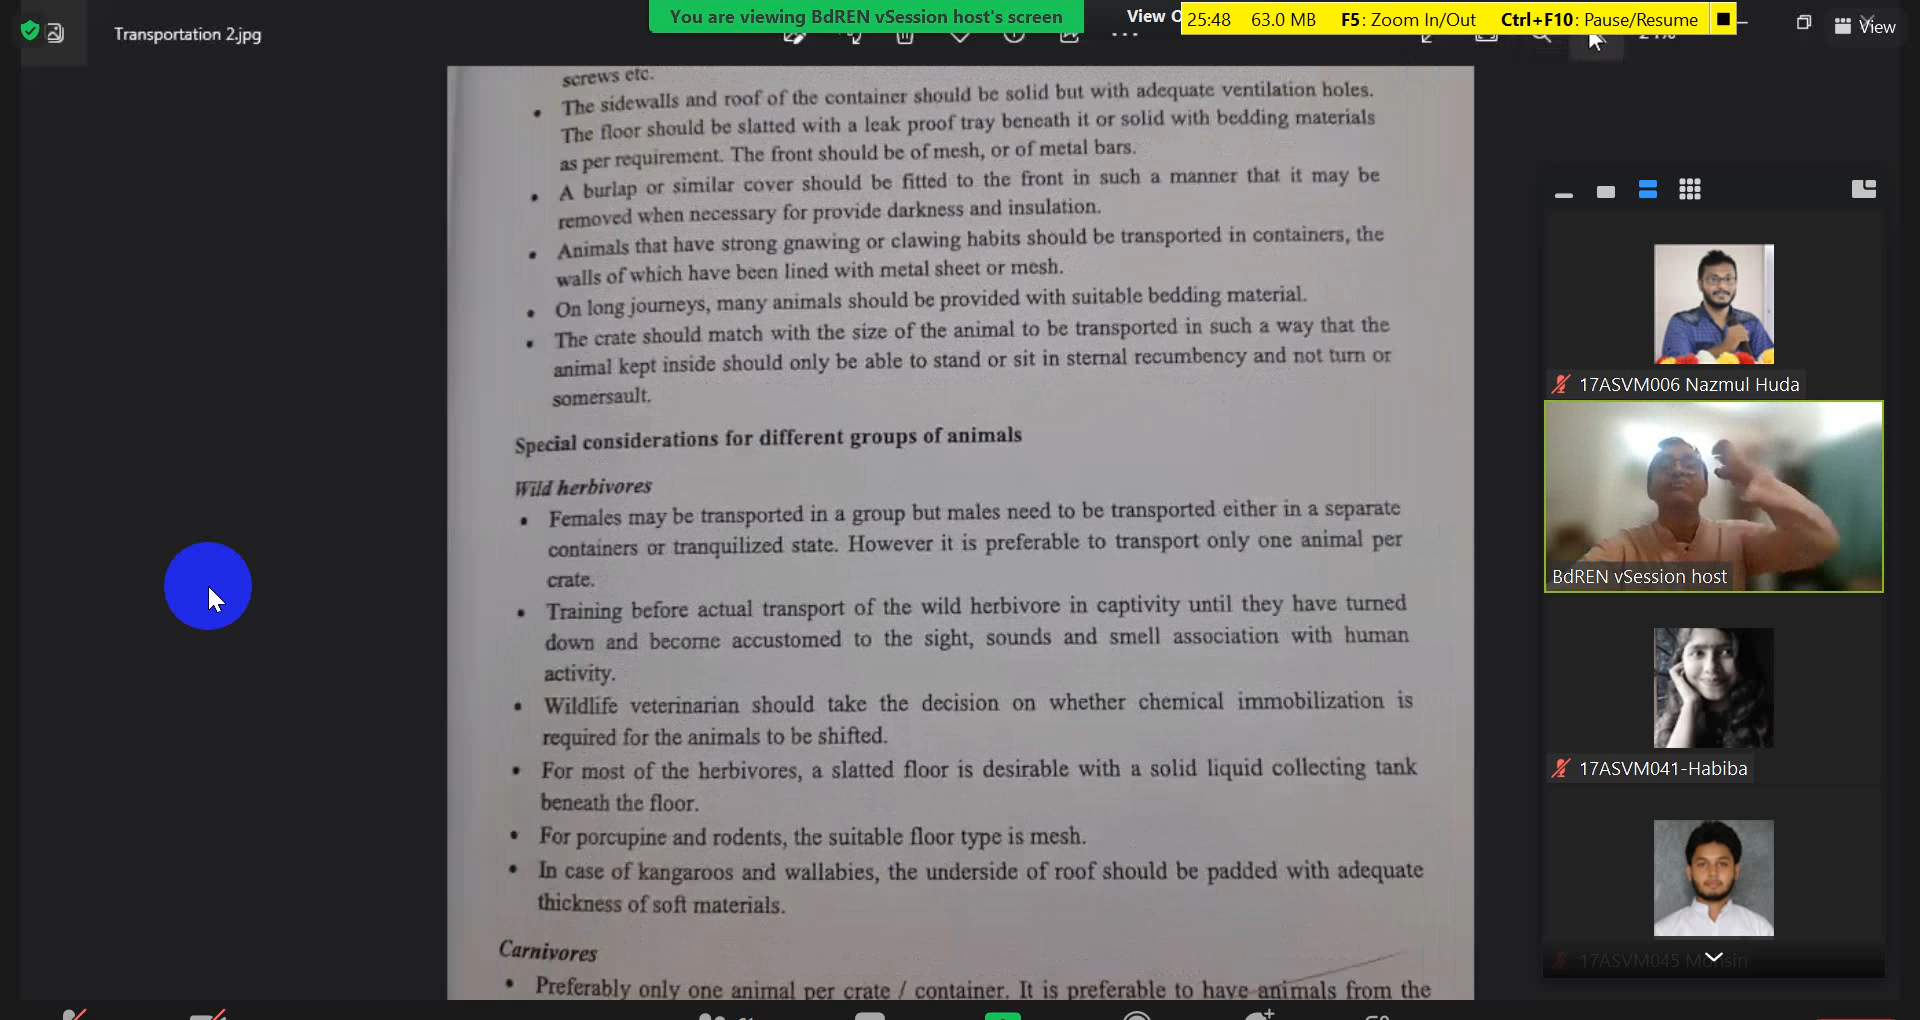 Transportation 2.jpg
You are viewing BdREN vSession host's screen
View O
25:48 63.0 MB F5: Zoom In/Out Ctrl+F10: Pause/Resume
View
screws etc.
• The sidewalls and roof of the container should be solid but with adequate ventilation holes.
The floor should be slatted with a leak proof tray beneath it or solid with bedding materials
as per requirement. The front should be of mesh, or of metal bars.
• A burlap or similar cover should be fitted to the front in such a manner that it may be
removed when necessary for provide darkness and insulation.
• Animals that have strong gnawing or clawing habits should be transported in containers, the
walls of which have been lined with metal sheet or mesh.
• On long journeys, many animals should be provided with suitable bedding material.
• The crate should match with the size of the animal to be transported in such a way that the
animal kept inside should only be able to stand or sit in sternal recumbency and not turn or
somersault.
Special considerations for different groups of animals
Wild herbivores
• Females may be transported in a group but males need to be transported either in a separate
containers or tranquilized state. However it is preferable to transport only one animal per
crate.
• Training before actual transport of the wild herbivore in captivity until they have turned
down and become accustomed to the sight, sounds and smell association with human
activity.
• Wildlife veterinarian should take the decision on whether chemical immobilization is
required for the animals to be shifted.
• For most of the herbivores, a slatted floor is desirable with a solid liquid collecting tank
beneath the floor.
• For porcupine and rodents, the suitable floor type is mesh.
• In case of kangaroos and wallabies, the underside of roof should be padded with adequate
thickness of soft materials.
Carnivores
• Preferably only one animal per crate / container. It is preferable to have animals from the
17ASVM006 Nazmul Huda
BdREN vSession host
17ASVM041-Habiba
17ASVM045 Mohsin